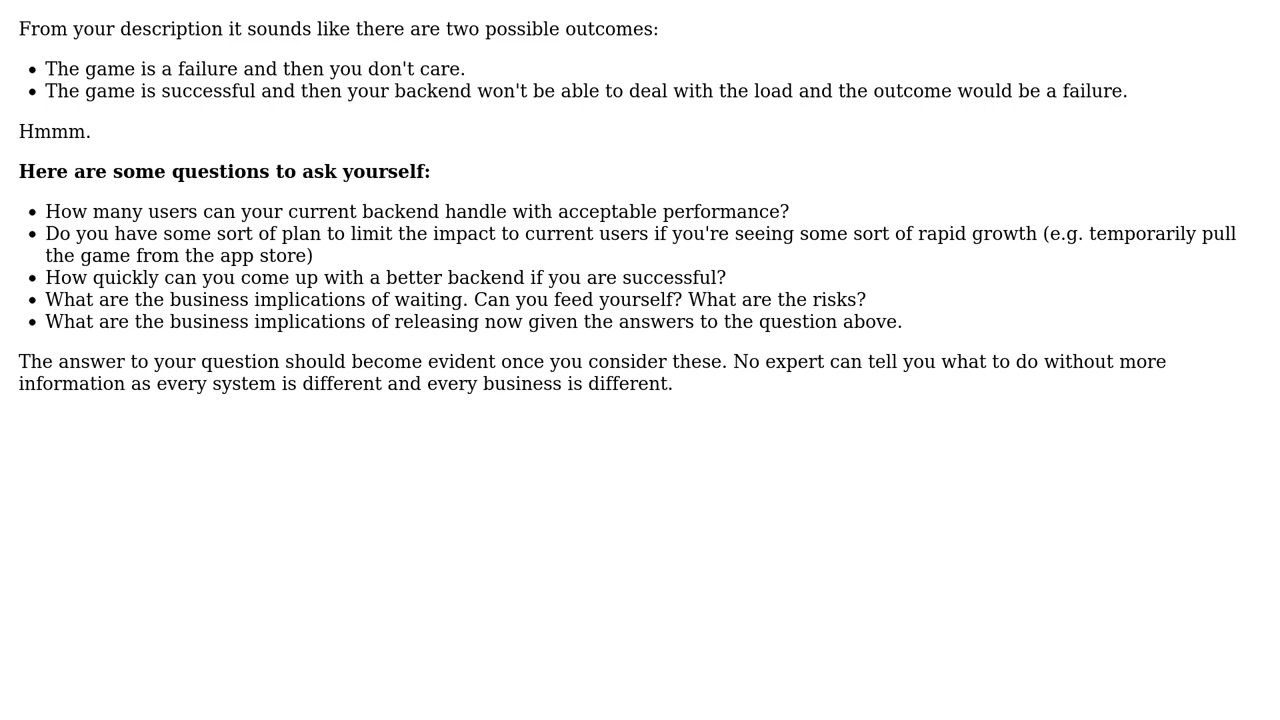 From your description it sounds like there are two possible outcomes:
• The game is a failure and then you don't care.
• The game is successful and then your backend won't be able to deal with the load and the outcome would be a failure.
Hmmm.
Here are some questions to ask yourself:
• How many users can your current backend handle with acceptable performance?
• Do you have some sort of plan to limit the impact to current users if you're seeing some sort of rapid growth (e.g. temporarily pull
the game from the app store)
• How quickly can you come up with a better backend if you are successful?
• What are the business implications of waiting. Can you feed yourself? What are the risks?
• What are the business implications of releasing now given the answers to the question above.
The answer to your question should become evident once you consider these. No expert can tell you what to do without more
information as every system is different and every business is different.